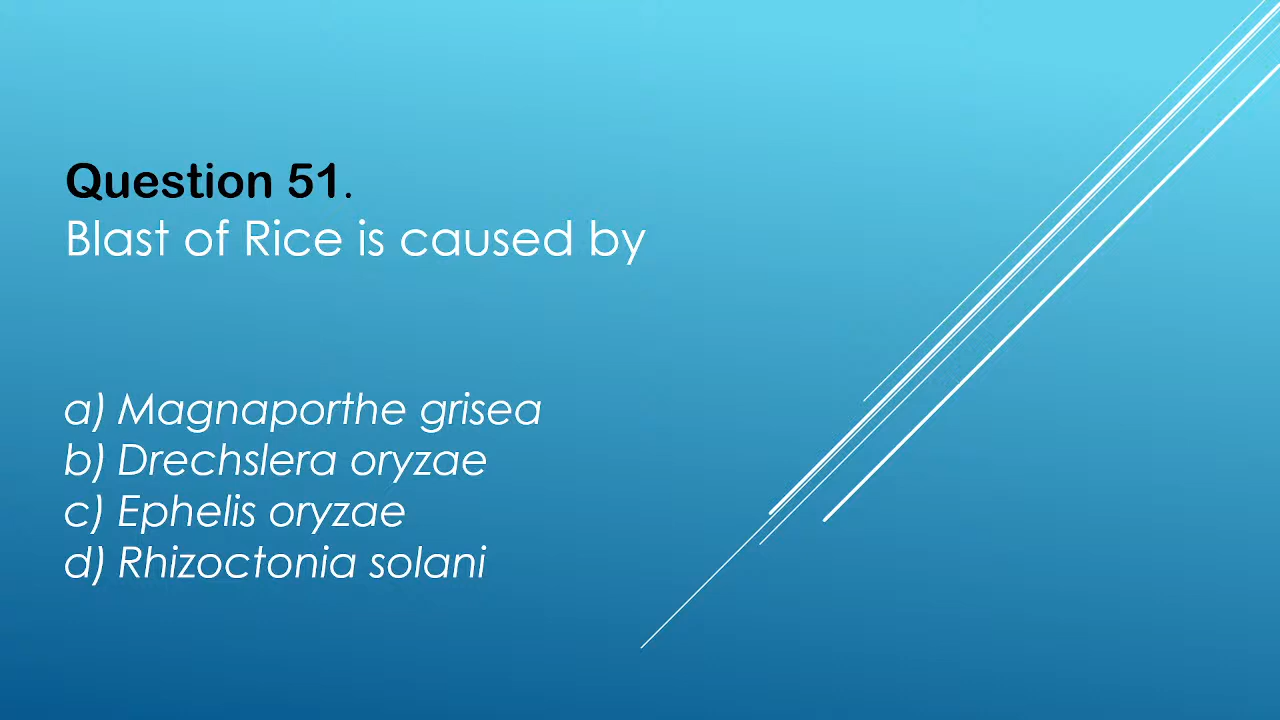 Question 51.
Blast of Rice is caused by
a) Magnaporthe grisea
b) Drechslera oryzae
c) Ephelis oryzae
d) Rhizoctonia solani